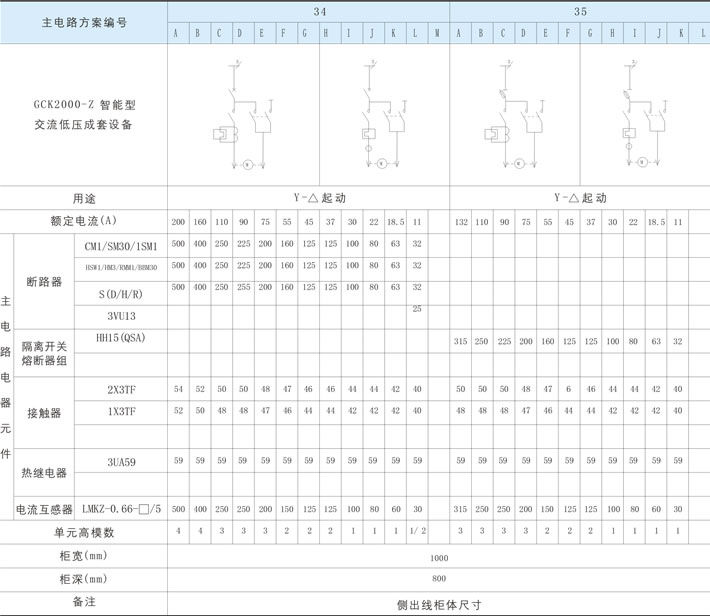 主电路方案编号 34 35
A B C D E F G H I J K L M A B C D E F G H I J K L
GCK2000-Z 智能型
交流低压成套设备
用途 Y-△起动 Y-△起动
额定电流(A) 200 160 110 90 75 55 45 37 30 22 18.5 11 132 110 90 75 55 45 37 30 22 18.5 11
主电路电器元件
断路器
CM1/SM30/1SM1 500 400 250 225 200 160 125 125 100 80 63 32
HSW1/HM3/RMM1/BBM30 500 400 250 225 200 160 125 125 100 80 63 32
S(D/H/R) 500 400 250 255 200 160 125 125 100 80 63 32
3VU13 25
隔离开关
熔断器组
HH15(QSA) 315 250 225 200 160 125 125 100 80 63 32
接触器
2X3TF 54 52 50 50 48 47 46 46 44 44 42 40 50 50 50 48 47 6 46 44 44 42 40
1X3TF 52 50 48 48 47 46 44 44 42 42 42 40 48 48 48 47 46 44 44 42 42 42 40
热继电器
3UA59 59 59 59 59 59 59 59 59 59 59 59 59 59 59 59 59 59 59 59 59 59 59 59
电流互感器 LMKZ-0.66-□/5 500 400 250 250 200 150 125 125 100 80 60 30 315 250 250 200 150 125 125 100 80 60 30
单元高模数 4 4 3 3 3 2 2 2 1 1 1 1/2 3 3 3 3 2 2 2 1 1 1 1
柜宽(mm) 1000
柜深(mm) 800
备注 侧出线柜体尺寸